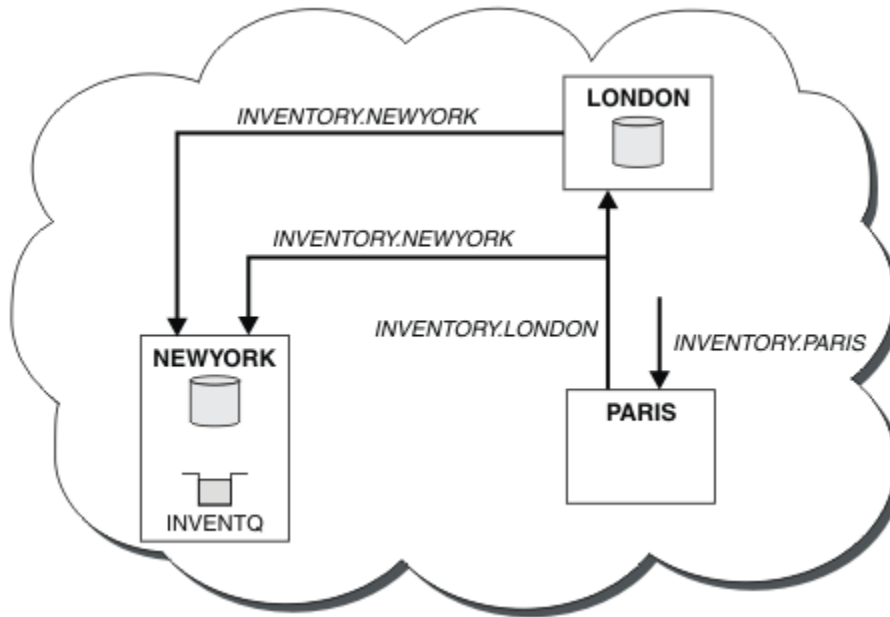 LONDON
INVENTORY.NEWYORK
INVENTORY.NEWYORK
INVENTORY.LONDON
INVENTORY.PARIS
NEWYORK
PARIS
INVENTQ